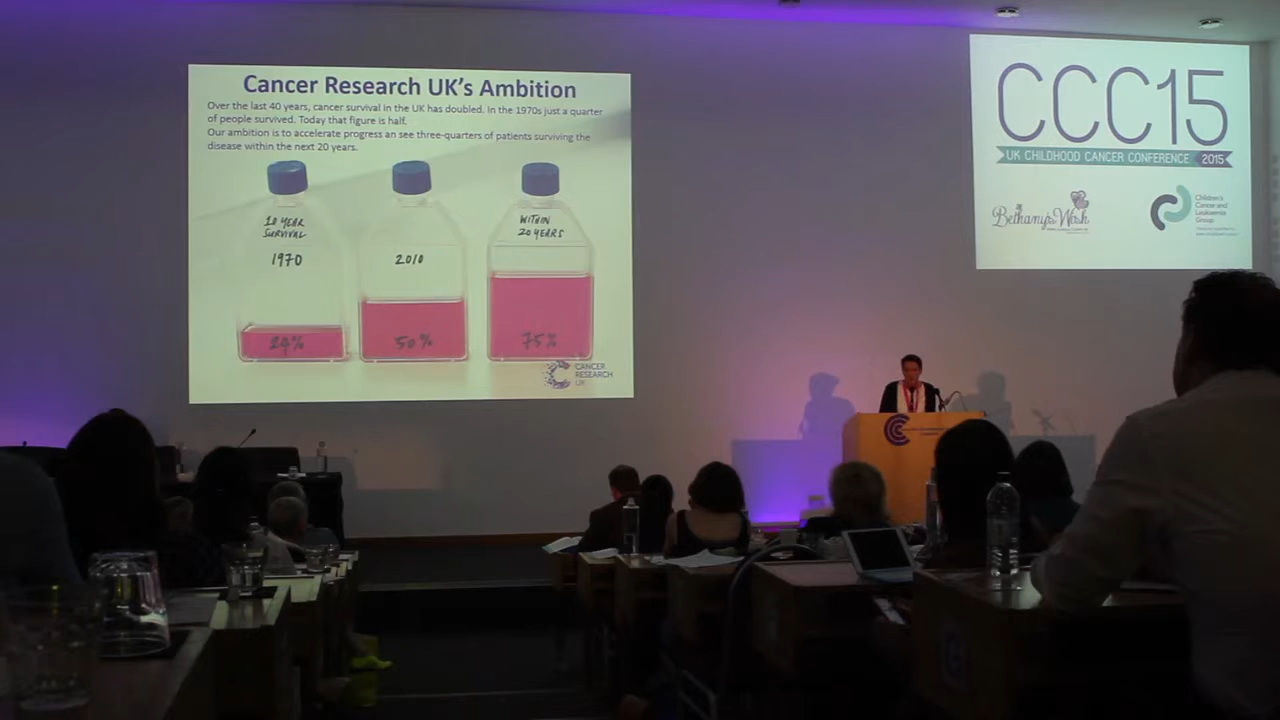 Cancer Research UK's Ambition
Over the last 40 years, cancer survival in the UK has doubled. In the 1970s just a quarter
of people survived. Today that figure is half.
Our ambition is to accelerate progress an see three-quarters of patients surviving the
disease within the next 20 years.
10 YEAR
SURVIVAL
1970
24%
2010
50%
WITHIN
20 YEARS
75%
CANCER
RESEARCH
UK
CCC15
UK CHILDHOOD CANCER CONFERENCE 2015
Bethany's Wish
Children's
Cancer and
Leukaemia
Group